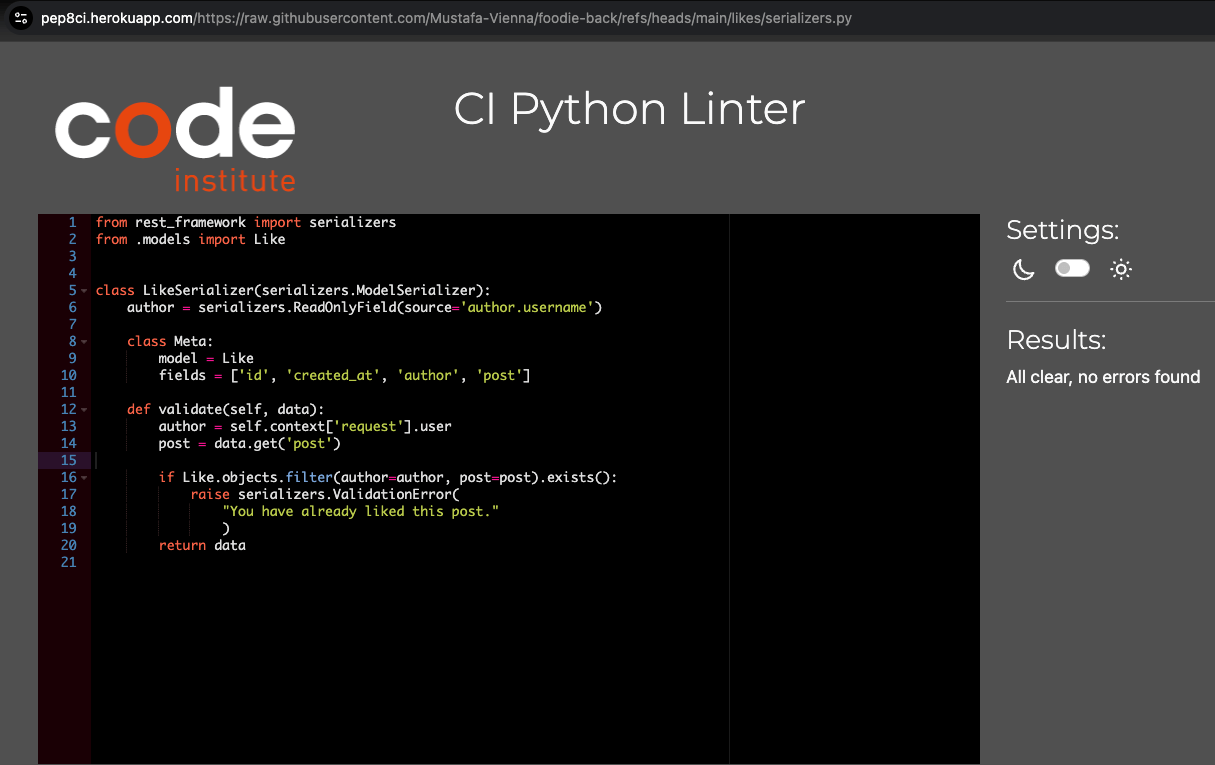 pep8ci.herokuapp.com/https://raw.githubusercontent.com/Mustafa-Vienna/foodie-back/refs/heads/main/likes/serializers.py
code
institute
CI Python Linter
1 from rest_framework import serializers
2 from .models import Like
3
4
5 class LikeSerializer(serializers.ModelSerializer):
6     author = serializers.ReadOnlyField(source='author.username')
7
8     class Meta:
9         model = Like
10         fields = ['id', 'created_at', 'author', 'post']
11
12     def validate(self, data):
13         author = self.context['request'].user
14         post = data.get('post')
15
16         if Like.objects.filter(author=author, post=post).exists():
17             raise serializers.ValidationError(
18                 "You have already liked this post."
19                 )
20         return data
21
Settings:
Results:
All clear, no errors found